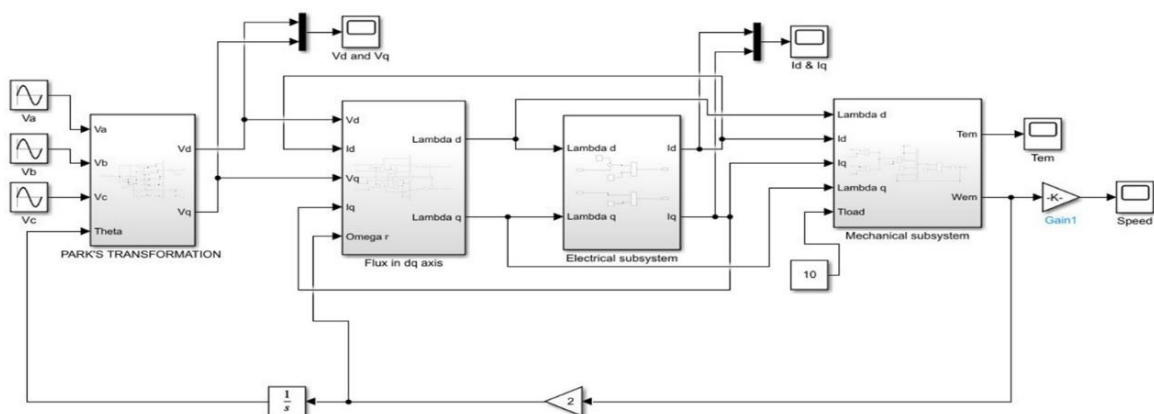 Vd and Vq
Id & Iq
Va
Vb
Vc
Va
Vb
Vc
Theta
Vd
Vq
PARK'S TRANSFORMATION
Vd
Id
Vq
Iq
Omega r
Lambda d
Lambda q
Flux in dq axis
Lambda d
Lambda q
Id
Iq
Electrical subsystem
Lambda d
Id
Iq
Lambda q
Tload
Tem
Wem
Mechanical subsystem
10
Tem
-K-
Gain1
Speed
1
s
2